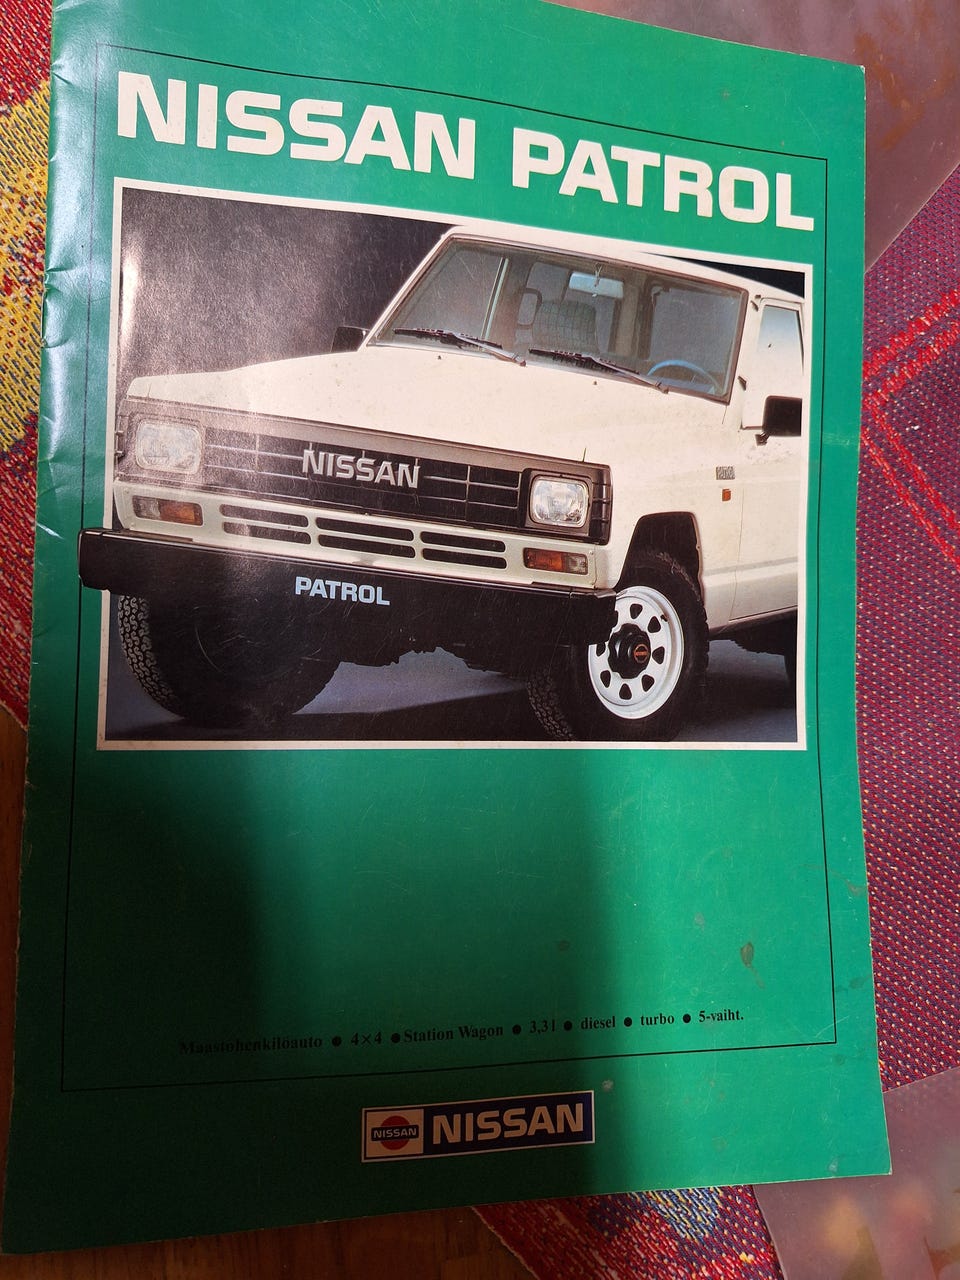 NISSAN PATROL
NISSAN
PATROL
Maastohenkilöauto ● 4×4 ● Station Wagon ● 3,3 l ● diesel ● turbo ● 5-vaiht.
NISSAN NISSAN